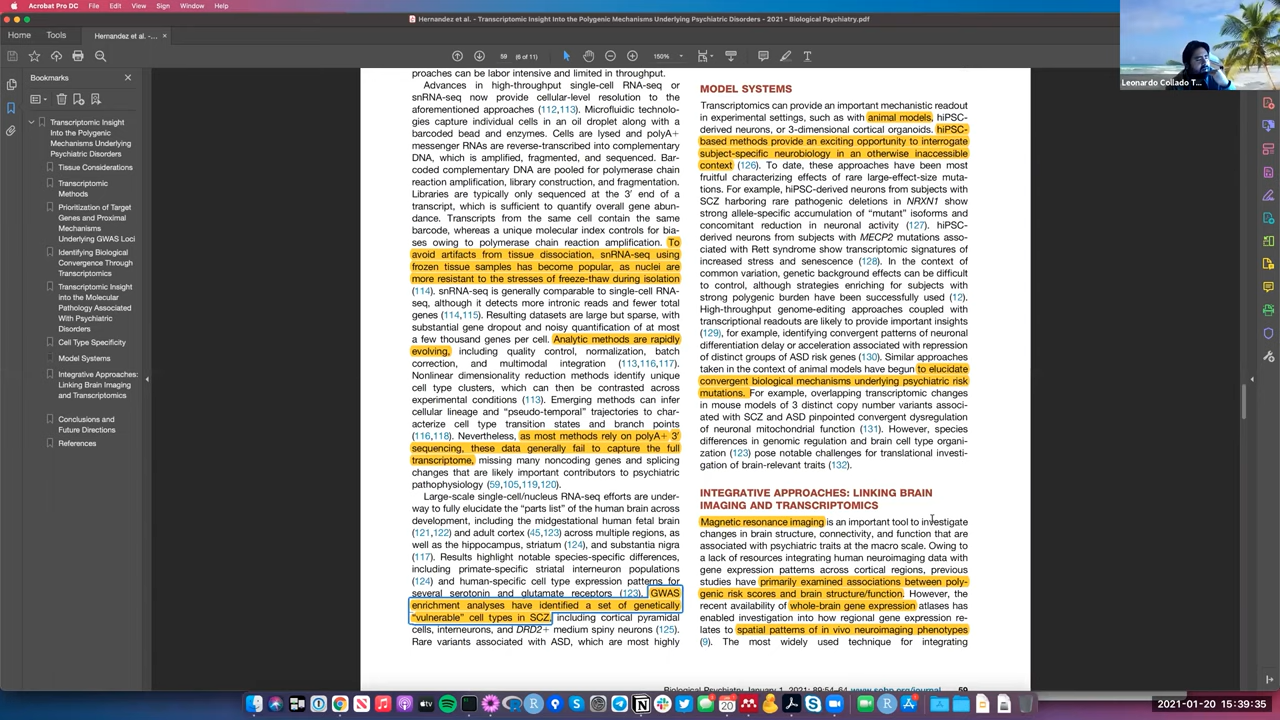 Acrobat Pro DC File Edit View Sign Window Help
Hernandez et al. - Transcriptomic Insight Into the Polygenic Mechanisms Underlying Psychiatric Disorders - 2021 - Biological Psychiatry.pdf
Home Tools Hernandez et al. -... ×
59 (6 of 11) 150%
Leonardo Collado T...
Bookmarks
Transcriptomic Insight
Into the Polygenic
Mechanisms Underlying
Psychiatric Disorders
Tissue Considerations
Transcriptomic
Methods
Prioritization of Target
Genes and Proximal
Mechanisms
Underlying GWAS Loci
Identifying Biological
Convergence Through
Transcriptomics
Transcriptomic Insight
into the Molecular
Pathology Associated
With Psychiatric
Disorders
Cell Type Specificity
Model Systems
Integrative Approaches:
Linking Brain Imaging
and Transcriptomics
Conclusions and
Future Directions
References
proaches can be labor intensive and limited in throughput.
Advances in high-throughput single-cell RNA-seq or
snRNA-seq now provide cellular-level resolution to the
aforementioned approaches (112,113). Microfluidic technolo-
gies capture individual cells in an oil droplet along with a
barcoded bead and enzymes. Cells are lysed and polyA+
messenger RNAs are reverse-transcribed into complementary
DNA, which is amplified, fragmented, and sequenced. Bar-
coded complementary DNA are pooled for polymerase chain
reaction amplification, library construction, and fragmentation.
Libraries are typically only sequenced at the 3′ end of a
transcript, which is sufficient to quantify overall gene abun-
dance. Transcripts from the same cell contain the same
barcode, whereas a unique molecular index controls for bia-
ses owing to polymerase chain reaction amplification. To
avoid artifacts from tissue dissociation, snRNA-seq using
frozen tissue samples has become popular, as nuclei are
more resistant to the stresses of freeze-thaw during isolation
(114). snRNA-seq is generally comparable to single-cell RNA-
seq, although it detects more intronic reads and fewer total
genes (114,115). Resulting datasets are large but sparse, with
substantial gene dropout and noisy quantification of at most
a few thousand genes per cell. Analytic methods are rapidly
evolving, including quality control, normalization, batch
correction, and multimodal integration (113,116,117).
Nonlinear dimensionality reduction methods identify unique
cell type clusters, which can then be contrasted across
experimental conditions (113). Emerging methods can infer
cellular lineage and “pseudo-temporal” trajectories to char-
acterize cell type transition states and branch points
(116,118). Nevertheless, as most methods rely on polyA+ 3′
sequencing, these data generally fail to capture the full
transcriptome, missing many noncoding genes and splicing
changes that are likely important contributors to psychiatric
pathophysiology (59,105,119,120).
Large-scale single-cell/nucleus RNA-seq efforts are under-
way to fully elucidate the “parts list” of the human brain across
development, including the midgestational human fetal brain
(121,122) and adult cortex (45,123) across multiple regions, as
well as the hippocampus, striatum (124), and substantia nigra
(117). Results highlight notable species-specific differences,
including primate-specific striatal interneuron populations
(124) and human-specific cell type expression patterns for
several serotonin and glutamate receptors (123). GWAS
enrichment analyses have identified a set of genetically
“vulnerable” cell types in SCZ, including cortical pyramidal
cells, interneurons, and DRD2+ medium spiny neurons (125).
Rare variants associated with ASD, which are most highly
MODEL SYSTEMS
Transcriptomics can provide an important mechanistic readout
in experimental settings, such as with animal models, hiPSC-
derived neurons, or 3-dimensional cortical organoids. hiPSC-
based methods provide an exciting opportunity to interrogate
subject-specific neurobiology in an otherwise inaccessible
context (126). To date, these approaches have been most
fruitful characterizing effects of rare large-effect-size muta-
tions. For example, hiPSC-derived neurons from subjects with
SCZ harboring rare pathogenic deletions in NRXN1 show
strong allele-specific accumulation of “mutant” isoforms and
concomitant reduction in neuronal activity (127). hiPSC-
derived neurons from subjects with MECP2 mutations asso-
ciated with Rett syndrome show transcriptomic signatures of
increased stress and senescence (128). In the context of
common variation, genetic background effects can be difficult
to control, although strategies enriching for subjects with
strong polygenic burden have been successfully used (12).
High-throughput genome-editing approaches coupled with
transcriptional readouts are likely to provide important insights
(129), for example, identifying convergent patterns of neuronal
differentiation delay or acceleration associated with repression
of distinct groups of ASD risk genes (130). Similar approaches
taken in the context of animal models have begun to elucidate
convergent biological mechanisms underlying psychiatric risk
mutations. For example, overlapping transcriptomic changes
in mouse models of 3 distinct copy number variants associ-
ated with SCZ and ASD pinpointed convergent dysregulation
of neuronal mitochondrial function (131). However, species
differences in genomic regulation and brain cell type organi-
zation (123) pose notable challenges for translational investi-
gation of brain-relevant traits (132).
INTEGRATIVE APPROACHES: LINKING BRAIN
IMAGING AND TRANSCRIPTOMICS
Magnetic resonance imaging is an important tool to investigate
changes in brain structure, connectivity, and function that are
associated with psychiatric traits at the macro scale. Owing to
a lack of resources integrating human neuroimaging data with
gene expression patterns across cortical regions, previous
studies have primarily examined associations between poly-
genic risk scores and brain structure/function. However, the
recent availability of whole-brain gene expression atlases has
enabled investigation into how regional gene expression re-
lates to spatial patterns of in vivo neuroimaging phenotypes
(9). The most widely used technique for integrating
Biological Psychiatry January 1, 2021; 89:54–64 www.sobp.org/journal 59
2021-01-20 15:39:35